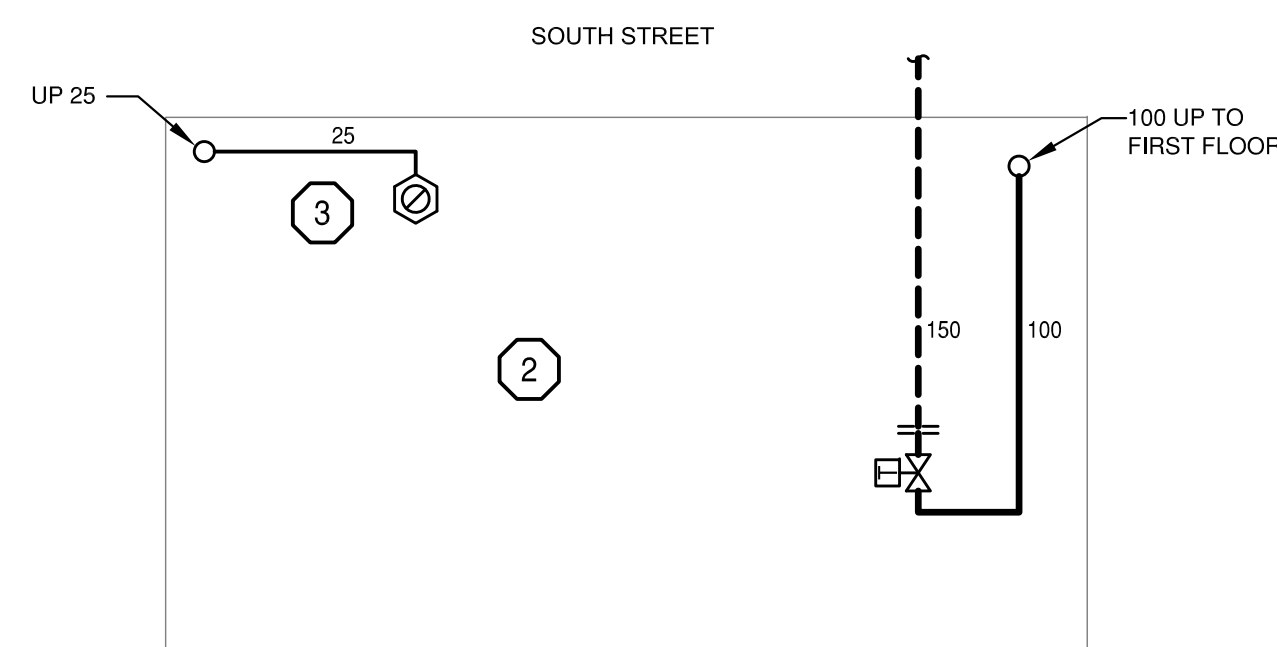 SOUTH STREET
UP 25
25
100 UP TO
FIRST FLOOR
3
150
100
2